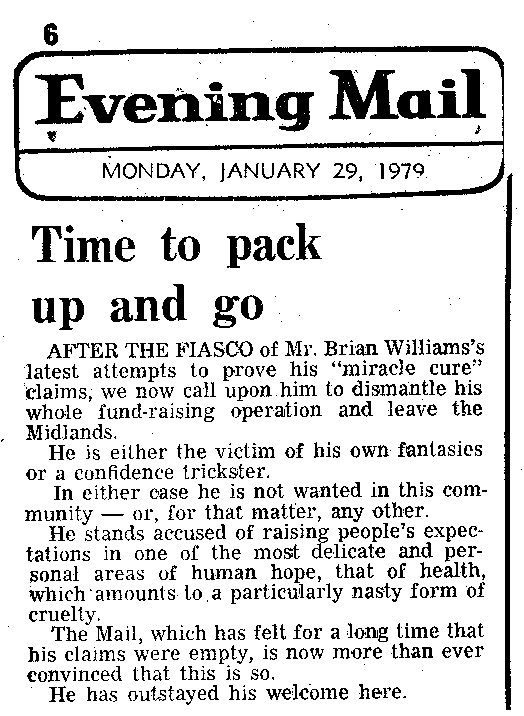 6
Evening Mail
MONDAY, JANUARY 29, 1979
Time to pack
up and go
AFTER THE FIASCO of Mr. Brian Williams's
latest attempts to prove his "miracle cure"
claims, we now call upon him to dismantle his
whole fund-raising operation and leave the
Midlands.
He is either the victim of his own fantasies
or a confidence trickster.
In either case he is not wanted in this com-
munity — or, for that matter, any other.
He stands accused of raising people's expec-
tations in one of the most delicate and per-
sonal areas of human hope, that of health,
which amounts to a particularly nasty form of
cruelty.
The Mail, which has felt for a long time that
his claims were empty, is now more than ever
convinced that this is so.
He has outstayed his welcome here.